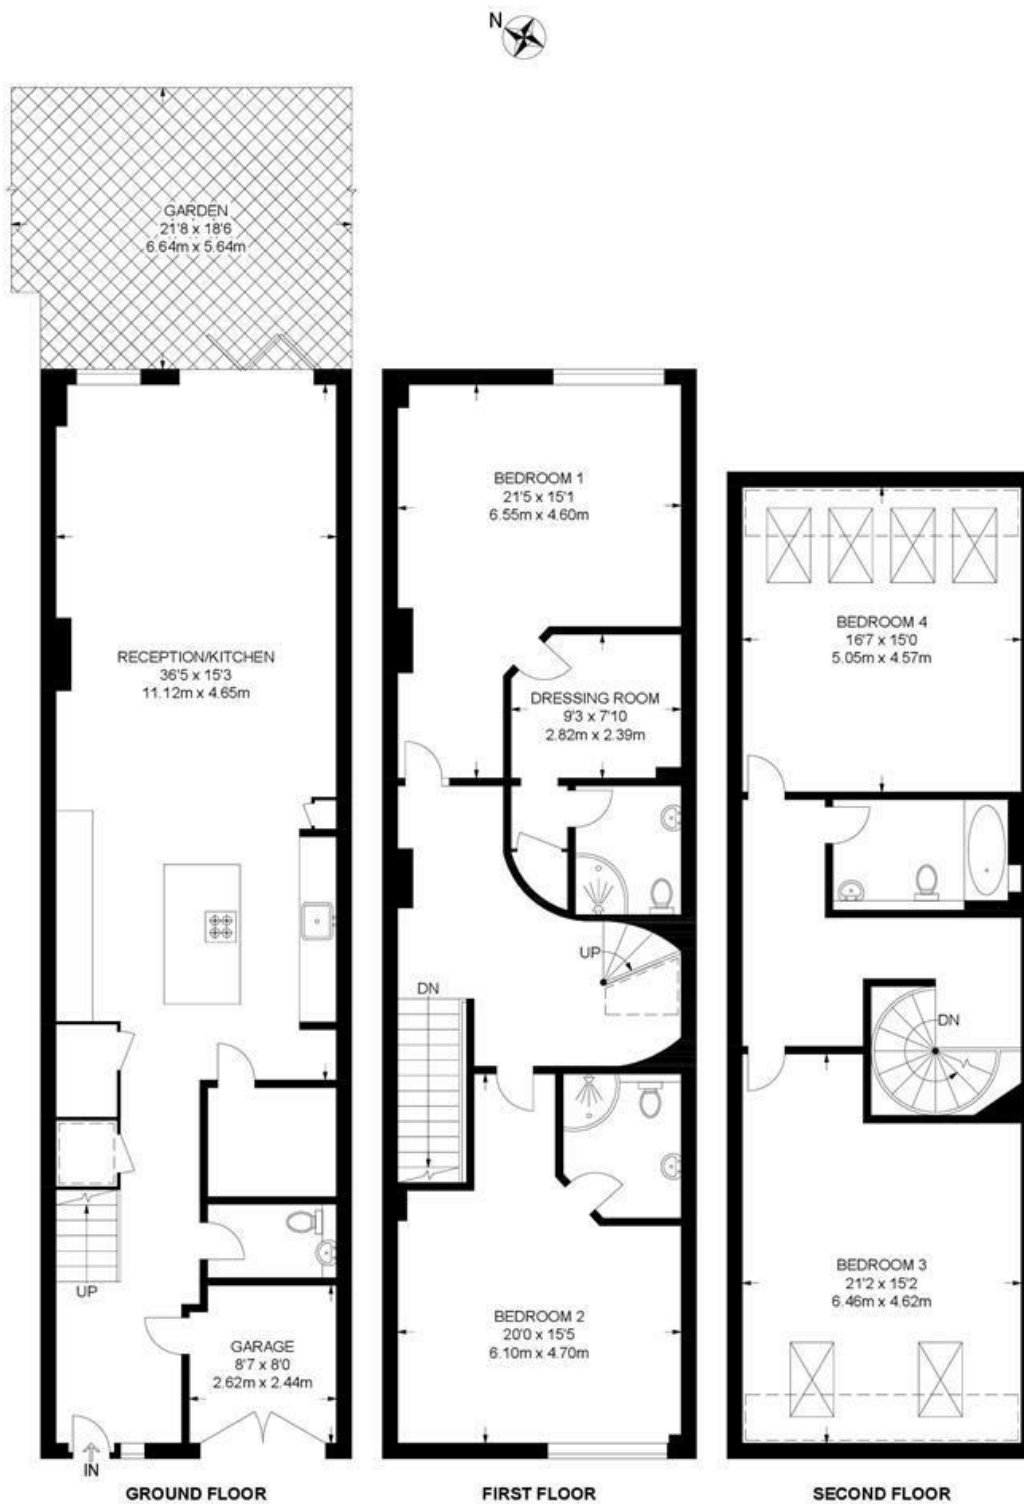 N
GARDEN
21'8 x 18'6
6.64m x 5.64m
RECEPTION/KITCHEN
36'5 x 15'3
11.12m x 4.65m
UP
GARAGE
8'7 x 8'0
2.62m x 2.44m
IN
GROUND FLOOR
BEDROOM 1
21'5 x 15'1
6.55m x 4.60m
DRESSING ROOM
9'3 x 7'10
2.82m x 2.39m
UP
DN
BEDROOM 2
20'0 x 15'5
6.10m x 4.70m
FIRST FLOOR
BEDROOM 4
16'7 x 15'0
5.05m x 4.57m
DN
BEDROOM 3
21'2 x 15'2
6.46m x 4.62m
SECOND FLOOR